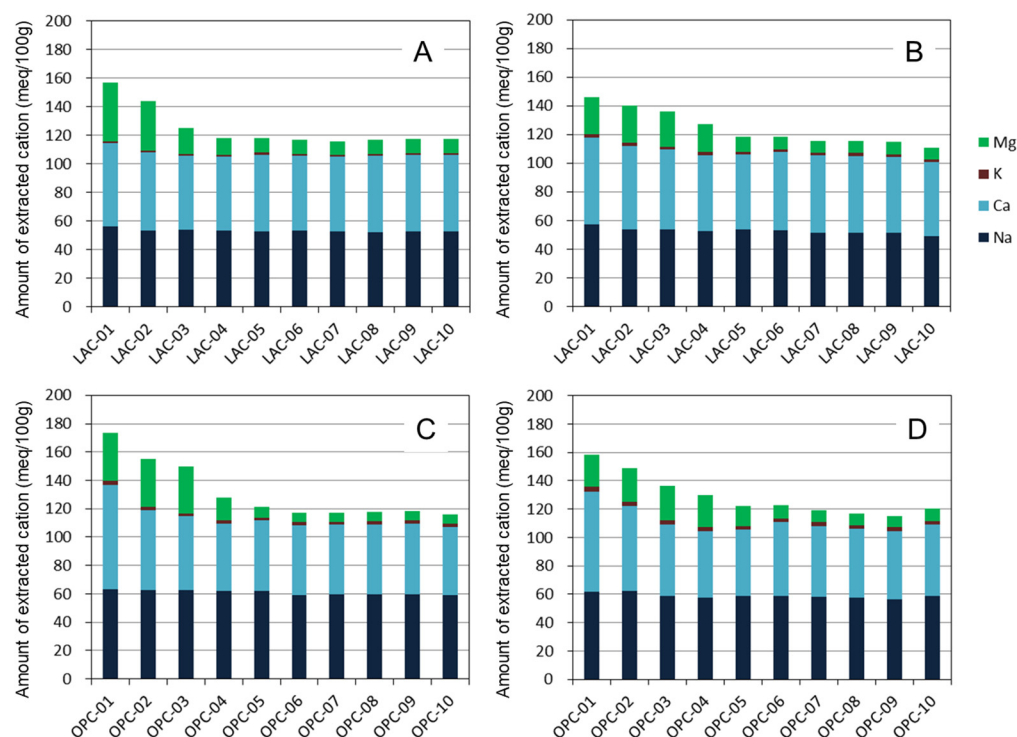 Amount of extracted cation (meq/100g)
200
180
160
140
120
100
80
60
40
20
0
A
LAC-01
LAC-02
LAC-03
LAC-04
LAC-05
LAC-06
LAC-07
LAC-08
LAC-09
LAC-10
Amount of extracted cation (meq/100g)
200
180
160
140
120
100
80
60
40
20
0
B
LAC-01
LAC-02
LAC-03
LAC-04
LAC-05
LAC-06
LAC-07
LAC-08
LAC-09
LAC-10
Mg
K
Ca
Na
Amount of extracted cation (meq/100g)
200
180
160
140
120
100
80
60
40
20
0
C
OPC-01
OPC-02
OPC-03
OPC-04
OPC-05
OPC-06
OPC-07
OPC-08
OPC-09
OPC-10
Amount of extracted cation (meq/100g)
200
180
160
140
120
100
80
60
40
20
0
D
OPC-01
OPC-02
OPC-03
OPC-04
OPC-05
OPC-06
OPC-07
OPC-08
OPC-09
OPC-10